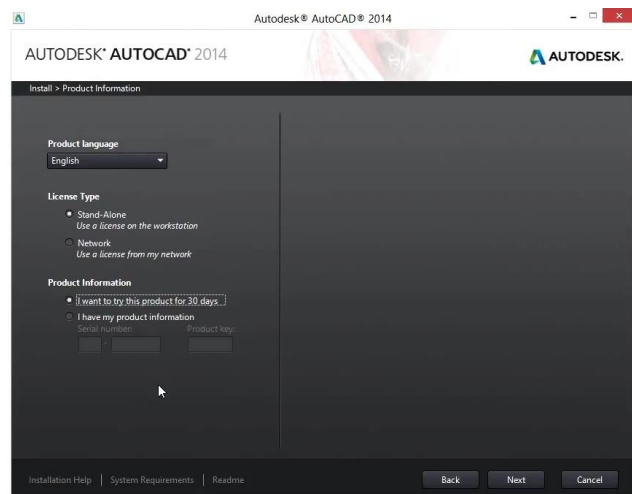 Autodesk® AutoCAD® 2014
AUTODESK® AUTOCAD® 2014
AUTODESK.
Install > Product Information
Product language
English
License Type
Stand-Alone
Use a license on the workstation
Network
Use a license from my network
Product Information
I want to try this product for 30 days
I have my product information
Serial number: Product key:
-
Installation Help | System Requirements | Readme
Back Next Cancel